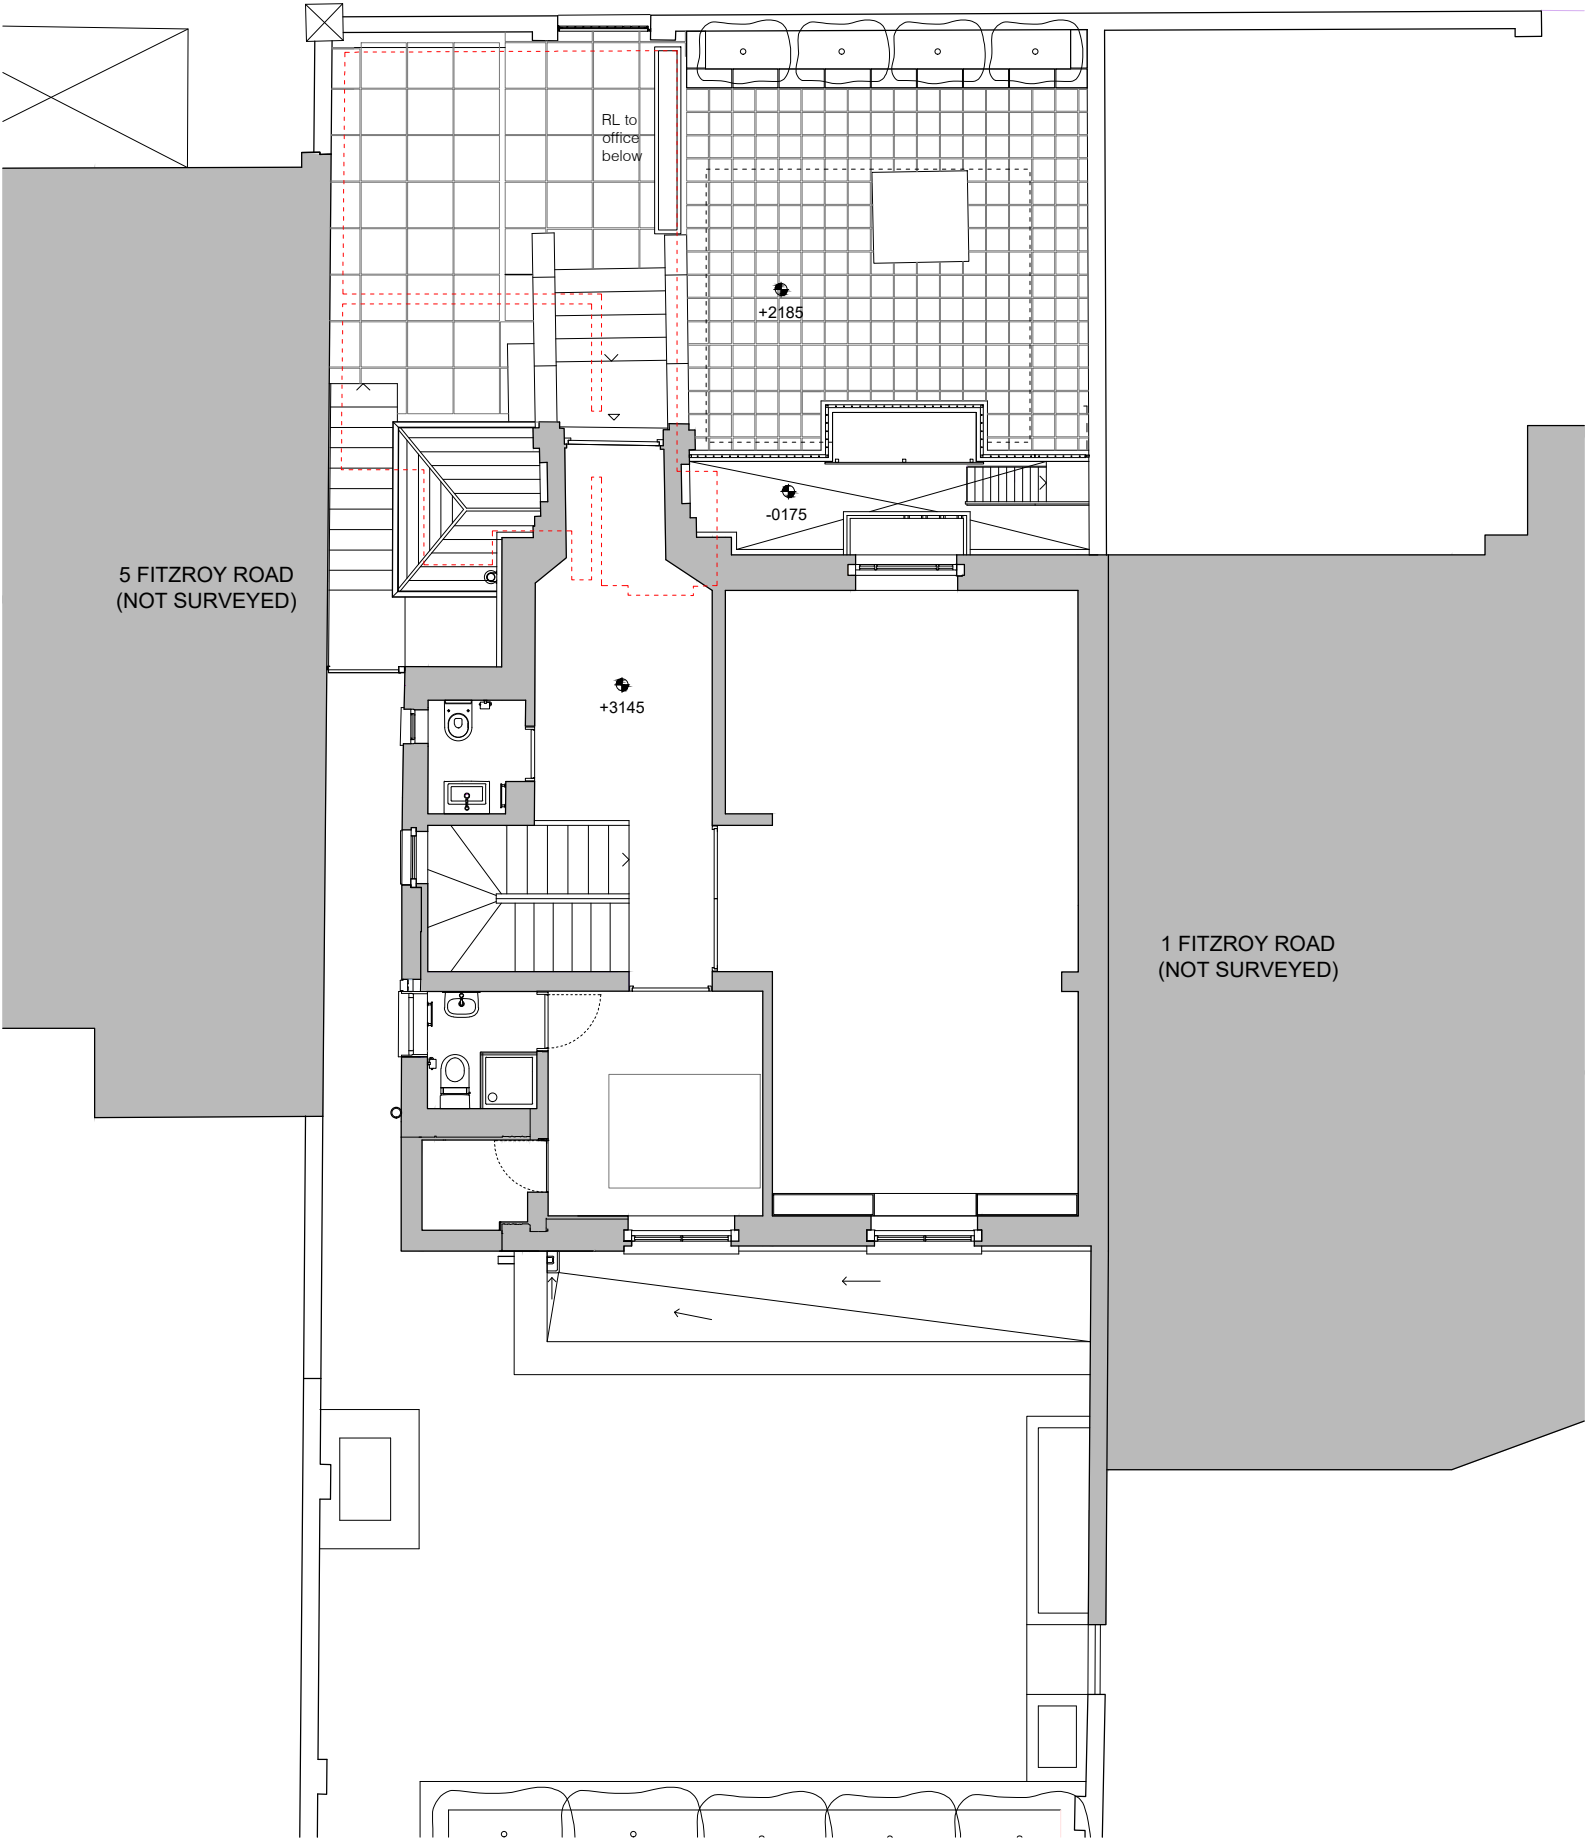 RL to
office
below
+2185
-0175
5 FITZROY ROAD
(NOT SURVEYED)
+3145
1 FITZROY ROAD
(NOT SURVEYED)